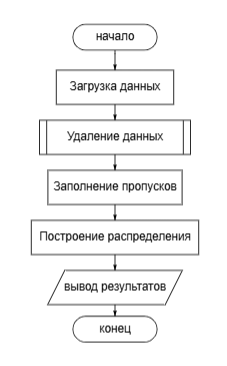 начало
Загрузка данных
Удаление данных
Заполнение пропусков
Построение распределения
вывод результатов
конец